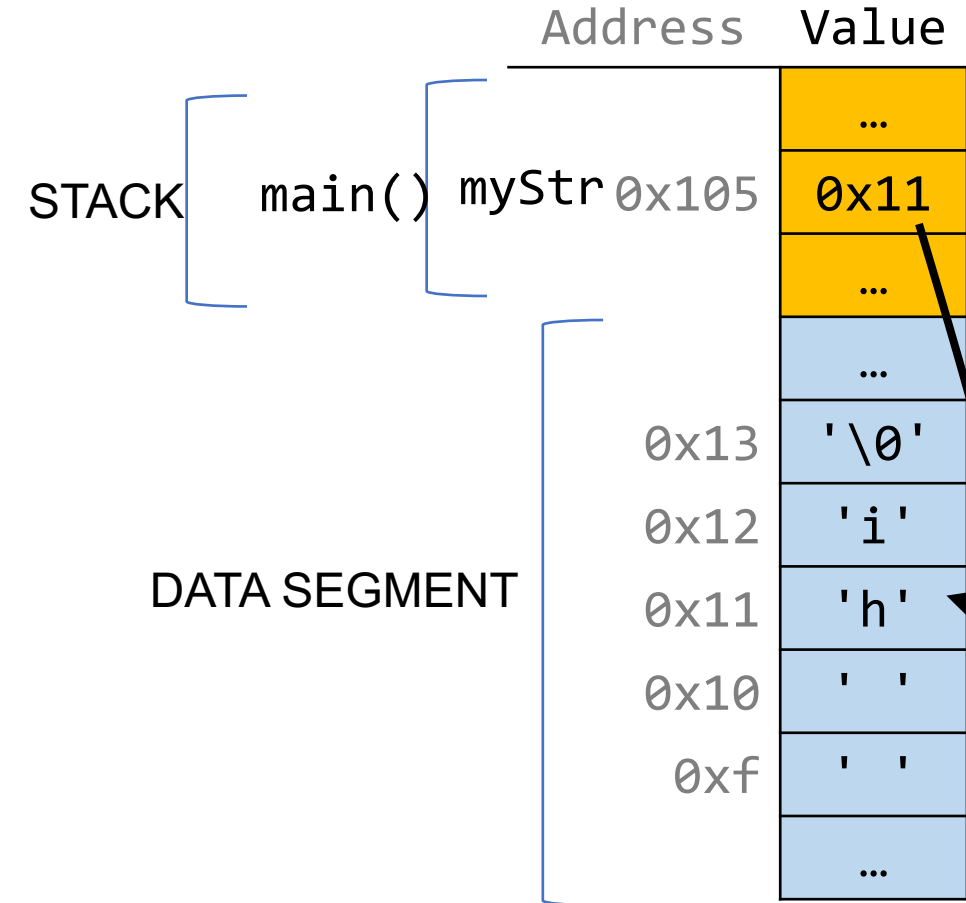 Address Value
…
STACK main() myStr 0x105 0x11
…
…
0x13 '\0'
0x12 'i'
DATA SEGMENT 0x11 'h'
0x10 ' '
0xf ' '
…